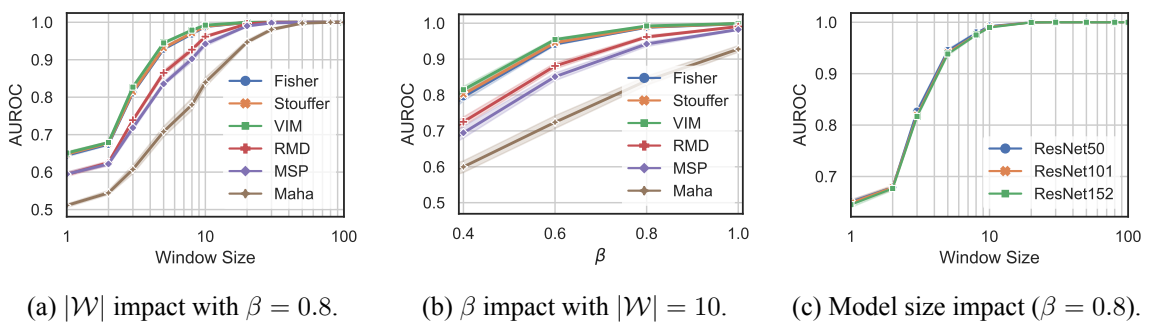 AUROC
1.0
0.9
0.8
0.7
0.6
0.5
1
10
100
Window Size
Fisher
Stouffer
VIM
RMD
MSP
Maha
(a) |𝒲| impact with β = 0.8.
AUROC
1.0
0.9
0.8
0.7
0.6
0.5
0.4
0.6
0.8
1.0
β
Fisher
Stouffer
VIM
RMD
MSP
Maha
(b) β impact with |𝒲| = 10.
AUROC
1.0
0.9
0.8
0.7
1
10
100
Window Size
ResNet50
ResNet101
ResNet152
(c) Model size impact (β = 0.8).